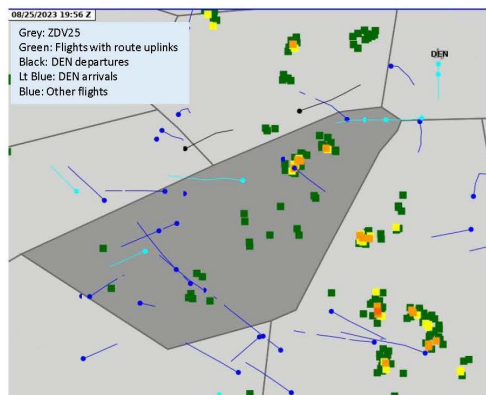 08/25/2023 19:56 Z
Grey: ZDV25
Green: Flights with route uplinks
Black: DEN departures
Lt Blue: DEN arrivals
Blue: Other flights
DEN